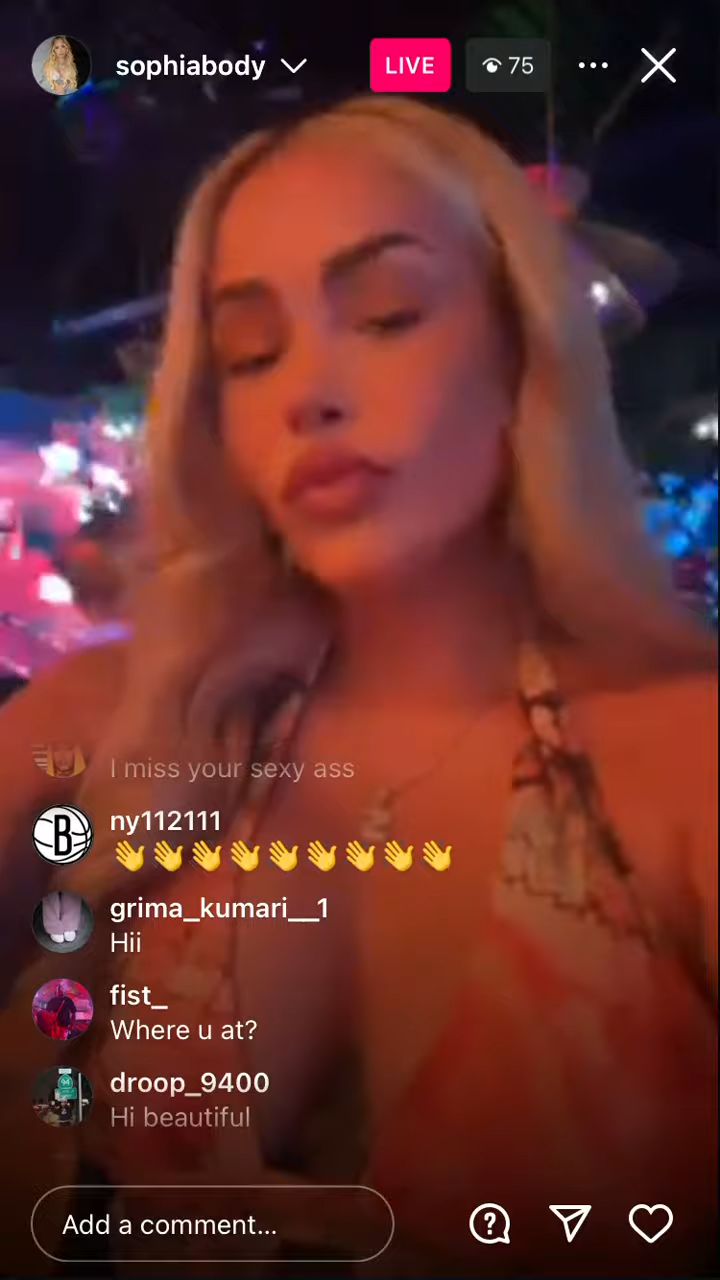 sophiabody
LIVE
75
I miss your sexy ass
ny112111
👋👋👋👋👋👋👋👋👋
grima_kumari__1
Hii
fist_
Where u at?
droop_9400
Hi beautiful
Add a comment...